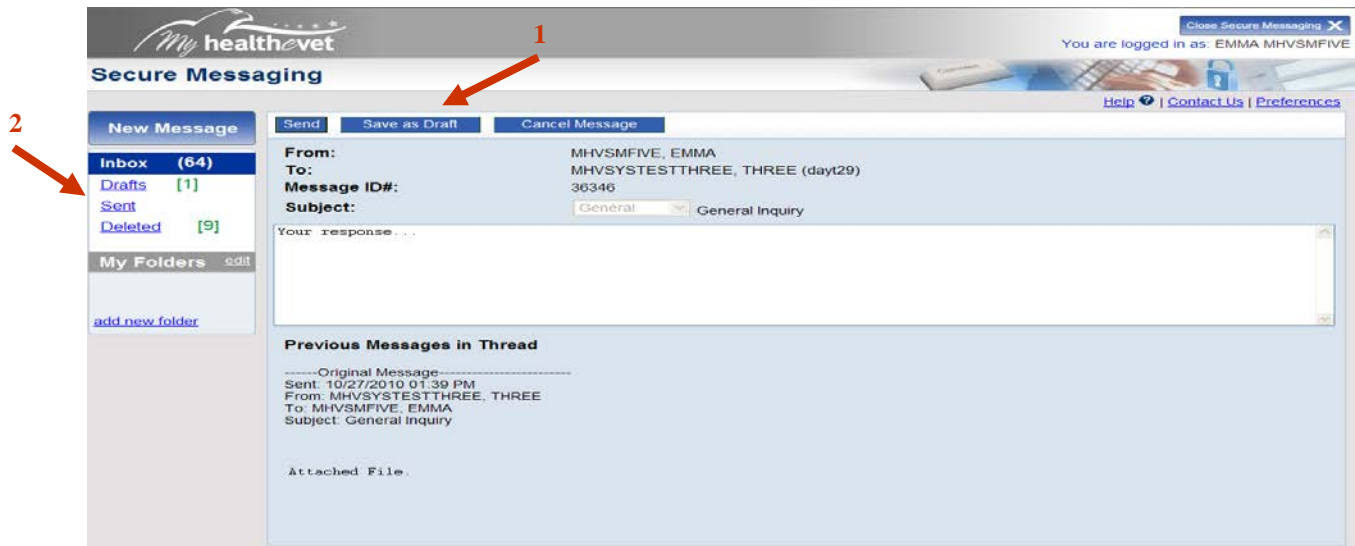 1
My healthevet
Close Secure Messaging X
You are logged in as: EMMA MHVSMFIVE
Secure Messaging
Help ? | Contact Us | Preferences
2
New Message
Send Save as Draft Cancel Message
Inbox (64)
Drafts [1]
Sent
Deleted [9]
My Folders edit
add new folder
From: MHVSMFIVE, EMMA
To: MHVSYSTESTTHREE, THREE (dayt29)
Message ID#: 36346
Subject: General General Inquiry
Your response...
Previous Messages in Thread
------Original Message------------------------
Sent: 10/27/2010 01:39 PM
From: MHVSYSTESTTHREE, THREE
To: MHVSMFIVE, EMMA
Subject: General Inquiry
Attached File.